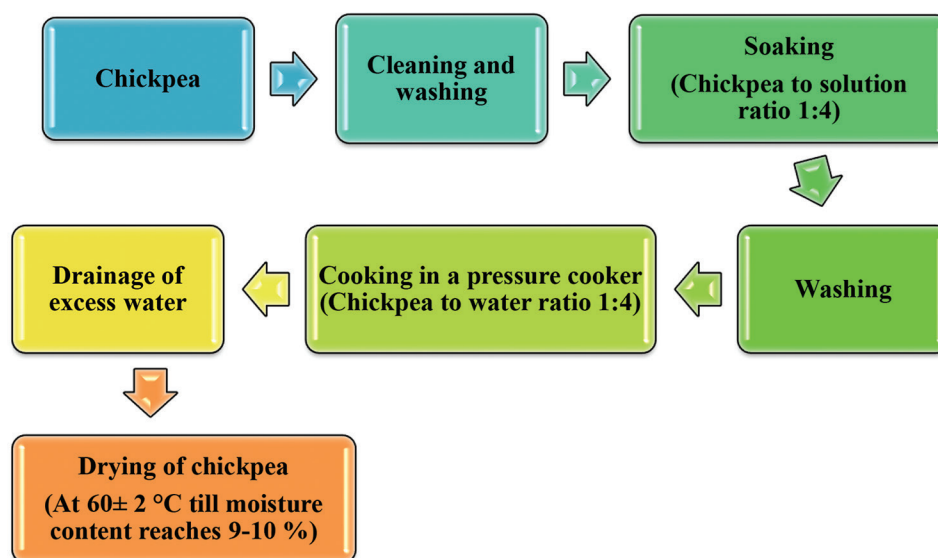 Chickpea
Cleaning and
washing
Soaking
(Chickpea to solution
ratio 1:4)
Washing
Cooking in a pressure cooker
(Chickpea to water ratio 1:4)
Drainage of
excess water
Drying of chickpea
(At 60± 2 °C till moisture
content reaches 9-10 %)